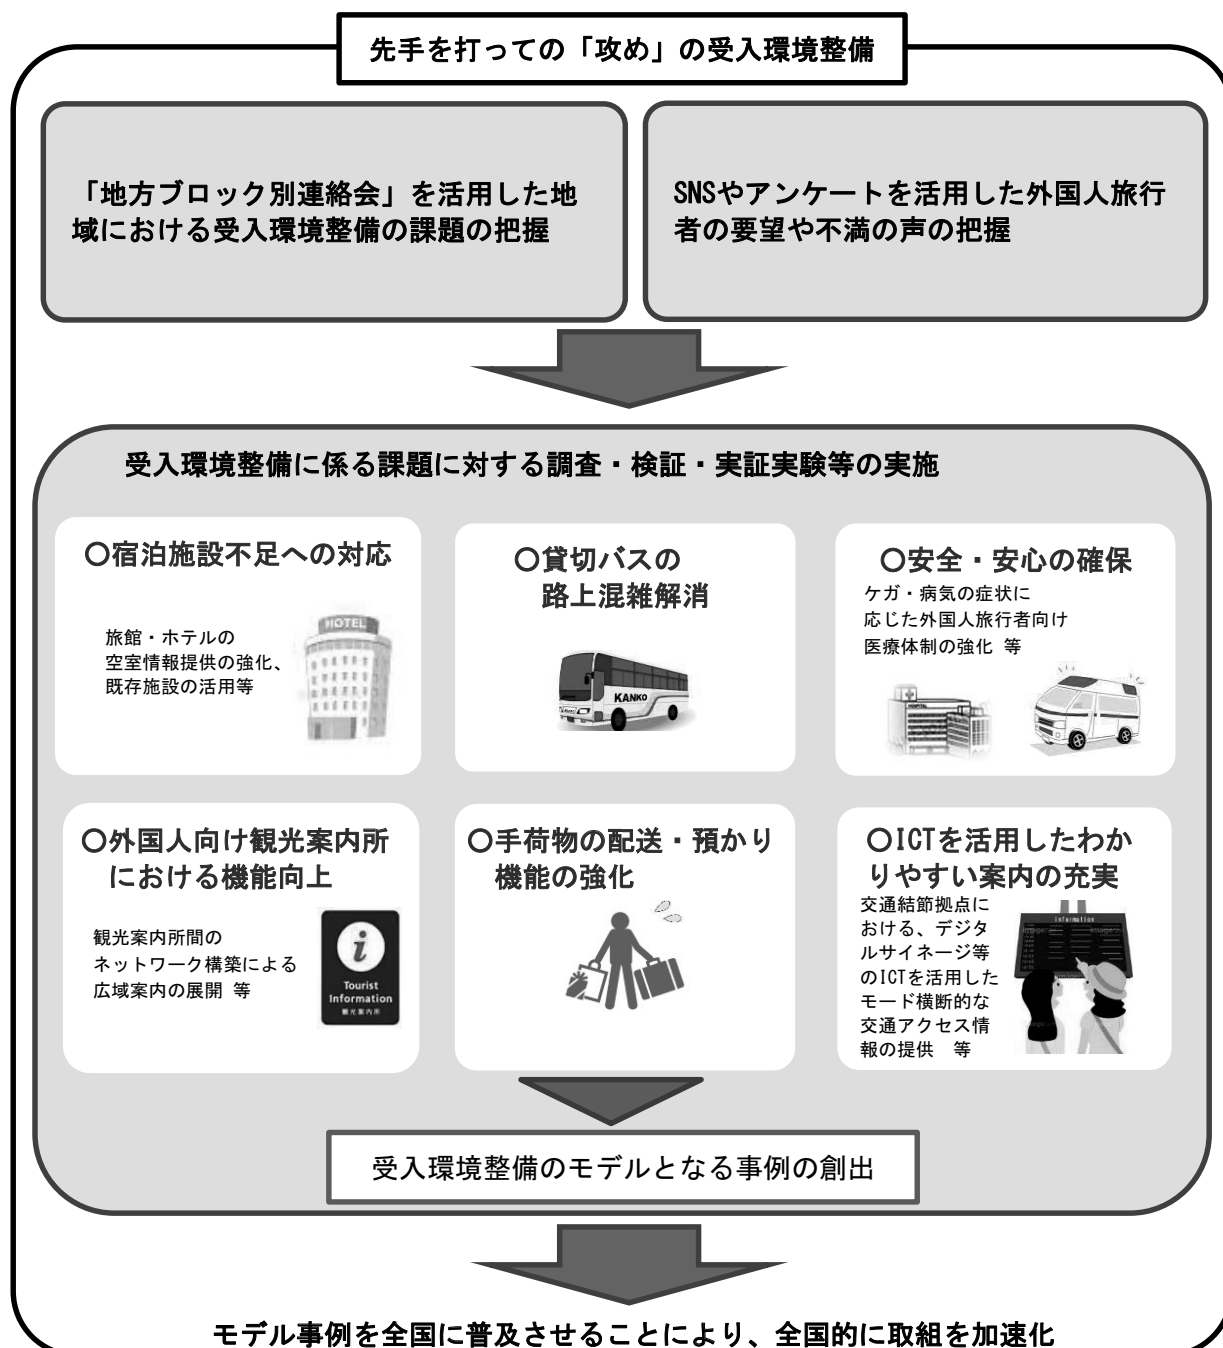 先手を打っての「攻め」の受入環境整備
「地方ブロック別連絡会」を活用した地
域における受入環境整備の課題の把握
SNSやアンケートを活用した外国人旅行
者の要望や不満の声の把握
受入環境整備に係る課題に対する調査・検証・実証実験等の実施
〇宿泊施設不足への対応
旅館・ホテルの
空室情報提供の強化、
既存施設の活用等
HOTEL
〇貸切バスの
路上混雑解消
KANKO
〇安全・安心の確保
ケガ・病気の症状に
応じた外国人旅行者向け
医療体制の強化 等
HOSPITAL
〇外国人向け観光案内所
における機能向上
観光案内所間の
ネットワーク構築による
広域案内の展開 等
i
Tourist
Information
観光案内所
〇手荷物の配送・預かり
機能の強化
〇ICTを活用したわか
りやすい案内の充実
交通結節拠点に
おける、デジタ
ルサイネージ等
のICTを活用した
モード横断的な
交通アクセス情
報の提供　等
Information
受入環境整備のモデルとなる事例の創出
モデル事例を全国に普及させることにより、全国的に取組を加速化